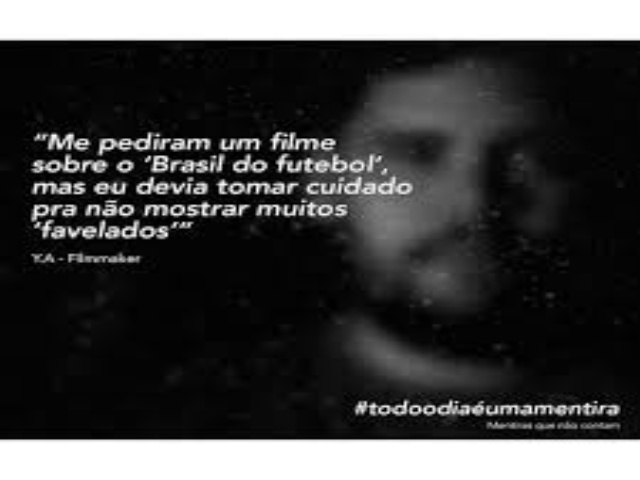 “Me pediram um filme
sobre o ‘Brasil do futebol’,
mas eu devia tomar cuidado
pra não mostrar muitos
‘favelados’”
Y.A - Filmmaker
#todoodiaéumamentira
Mentiras que não contam